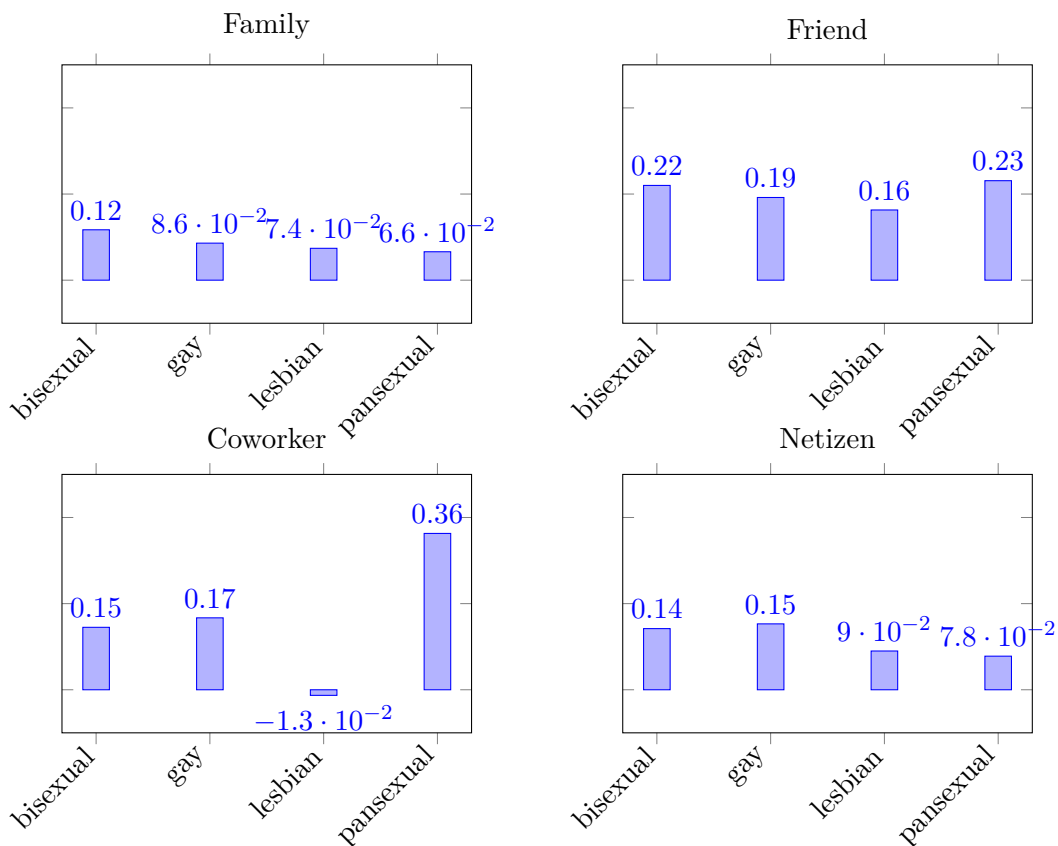 Family
0.12
8.6 · 10⁻²
7.4 · 10⁻²
6.6 · 10⁻²
bisexual
gay
lesbian
pansexual
Friend
0.22
0.19
0.16
0.23
bisexual
gay
lesbian
pansexual
Coworker
0.15
0.17
−1.3 · 10⁻²
0.36
bisexual
gay
lesbian
pansexual
Netizen
0.14
0.15
9 · 10⁻²
7.8 · 10⁻²
bisexual
gay
lesbian
pansexual